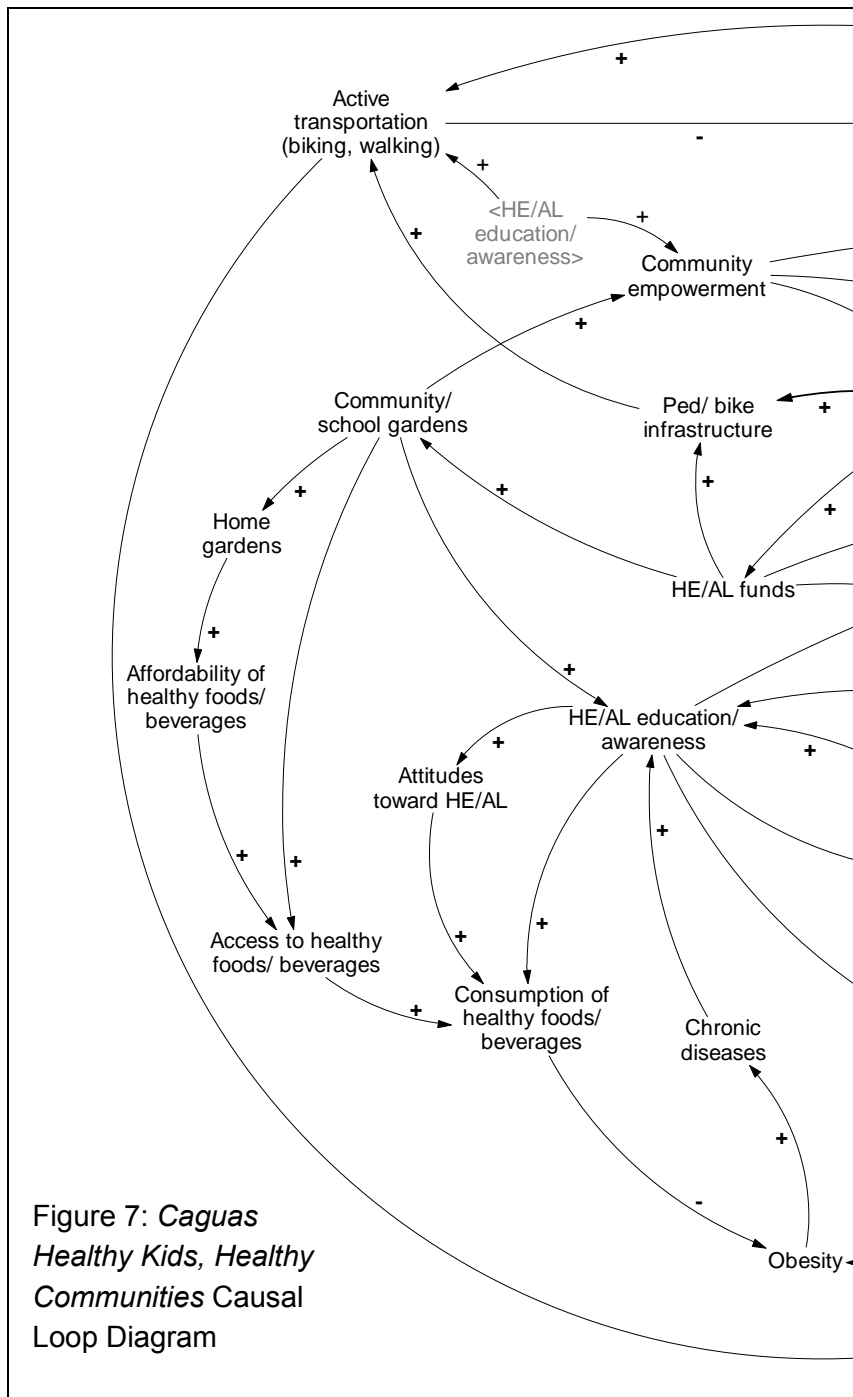 +
Active
transportation
(biking, walking)
-
+
<HE/AL
education/
awareness>
+
+
Community
empowerment
+
Community/
school gardens
Ped/ bike
infrastructure
+
+
+
+
+
Home
gardens
HE/AL funds
+
Affordability of
healthy foods/
beverages
+
HE/AL education/
awareness
+
+
Attitudes
toward HE/AL
+
+
+
Access to healthy
foods/ beverages
+
+
+
Consumption of
healthy foods/
beverages
Chronic
diseases
+
-
Obesity
Figure 7: Caguas
Healthy Kids, Healthy
Communities Causal
Loop Diagram